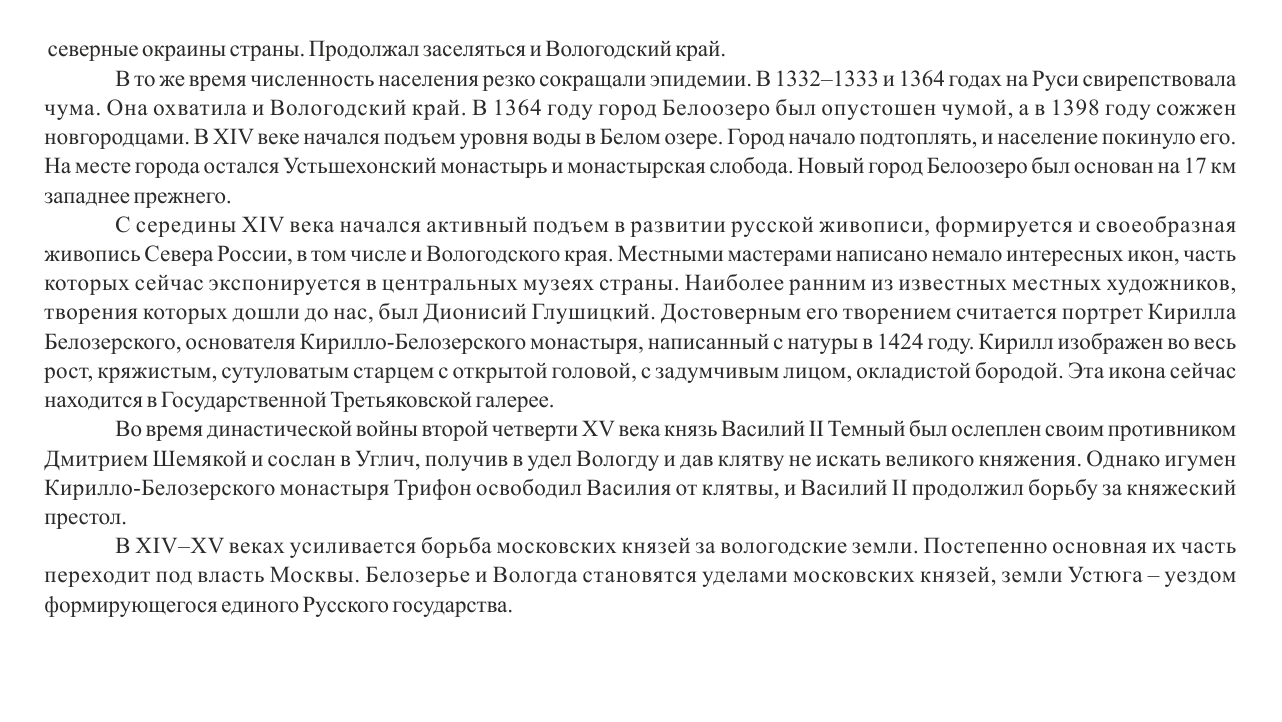 северные окраины страны. Продолжал заселяться и Вологодский край.
В то же время численность населения резко сокращали эпидемии. В 1332–1333 и 1364 годах на Руси свирепствовала
чума. Она охватила и Вологодский край. В 1364 году город Белоозеро был опустошен чумой, а в 1398 году сожжен
новгородцами. В XIV веке начался подъем уровня воды в Белом озере. Город начало подтоплять, и население покинуло его.
На месте города остался Устьшехонский монастырь и монастырская слобода. Новый город Белоозеро был основан на 17 км
западнее прежнего.
С середины XIV века начался активный подъем в развитии русской живописи, формируется и своеобразная
живопись Севера России, в том числе и Вологодского края. Местными мастерами написано немало интересных икон, часть
которых сейчас экспонируется в центральных музеях страны. Наиболее ранним из известных местных художников,
творения которых дошли до нас, был Дионисий Глушицкий. Достоверным его творением считается портрет Кирилла
Белозерского, основателя Кирилло-Белозерского монастыря, написанный с натуры в 1424 году. Кирилл изображен во весь
рост, кряжистым, сутуловатым старцем с открытой головой, с задумчивым лицом, окладистой бородой. Эта икона сейчас
находится в Государственной Третьяковской галерее.
Во время династической войны второй четверти XV века князь Василий II Темный был ослеплен своим противником
Дмитрием Шемякой и сослан в Углич, получив в удел Вологду и дав клятву не искать великого княжения. Однако игумен
Кирилло-Белозерского монастыря Трифон освободил Василия от клятвы, и Василий II продолжил борьбу за княжеский
престол.
В XIV–XV веках усиливается борьба московских князей за вологодские земли. Постепенно основная их часть
переходит под власть Москвы. Белозерье и Вологда становятся уделами московских князей, земли Устюга – уездом
формирующегося единого Русского государства.